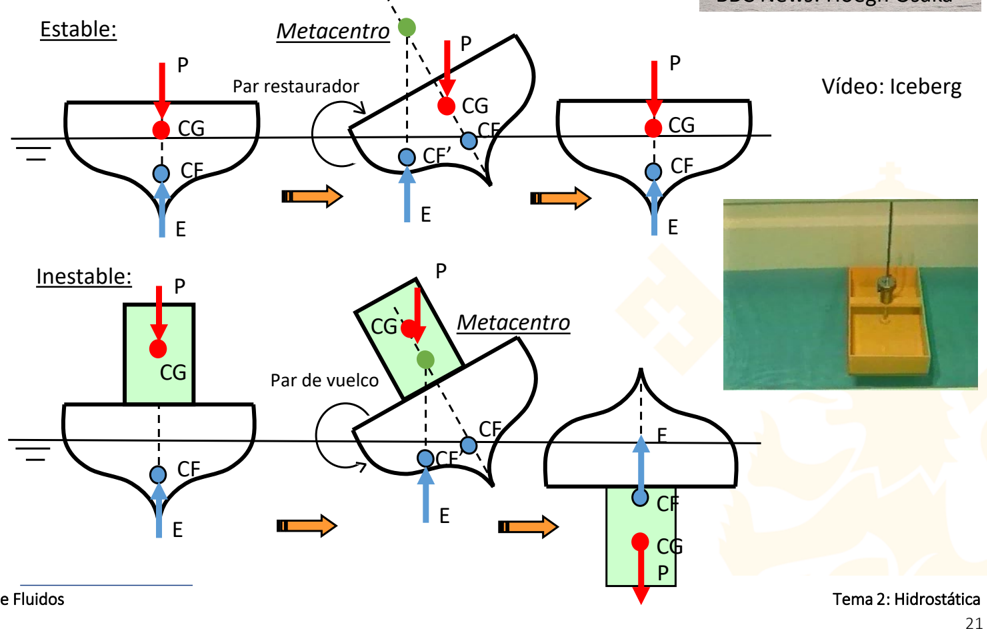 BBC News: Hoegh Osaka
Estable:
Metacentro
P
P
P
Par restaurador
Vídeo: Iceberg
CG
CG
CG
CF
CF
CF'
CF
E
E
E
Inestable:
P
P
Metacentro
CG
CG
Par de vuelco
CF
CF
CF'
E
E
E
CF
CG
P
e Fluidos
Tema 2: Hidrostática
21